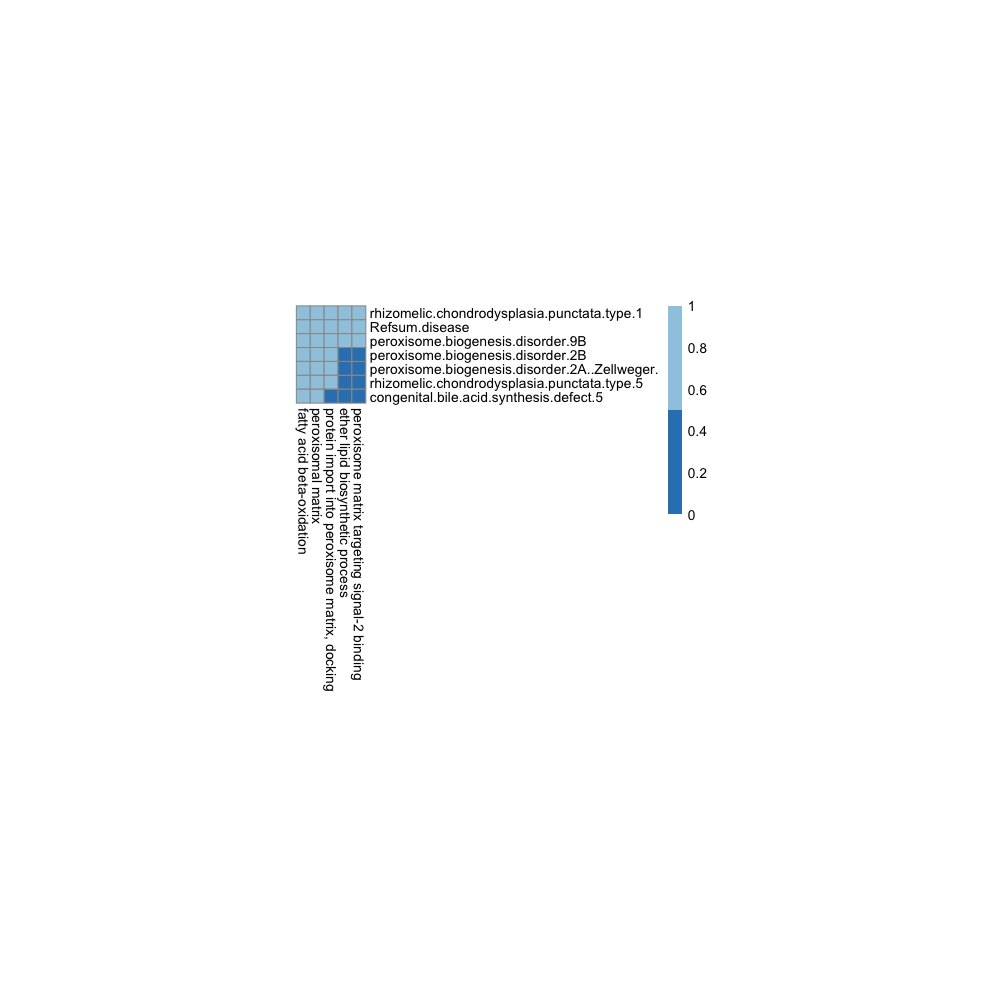 rhizomelic.chondrodysplasia.punctata.type.1
Refsum.disease
peroxisome.biogenesis.disorder.9B
peroxisome.biogenesis.disorder.2B
peroxisome.biogenesis.disorder.2A..Zellweger.
rhizomelic.chondrodysplasia.punctata.type.5
congenital.bile.acid.synthesis.defect.5
fatty acid beta-oxidation
peroxisomal matrix
protein import into peroxisome matrix, docking
ether lipid biosynthetic process
peroxisome matrix targeting signal-2 binding
1
0.8
0.6
0.4
0.2
0